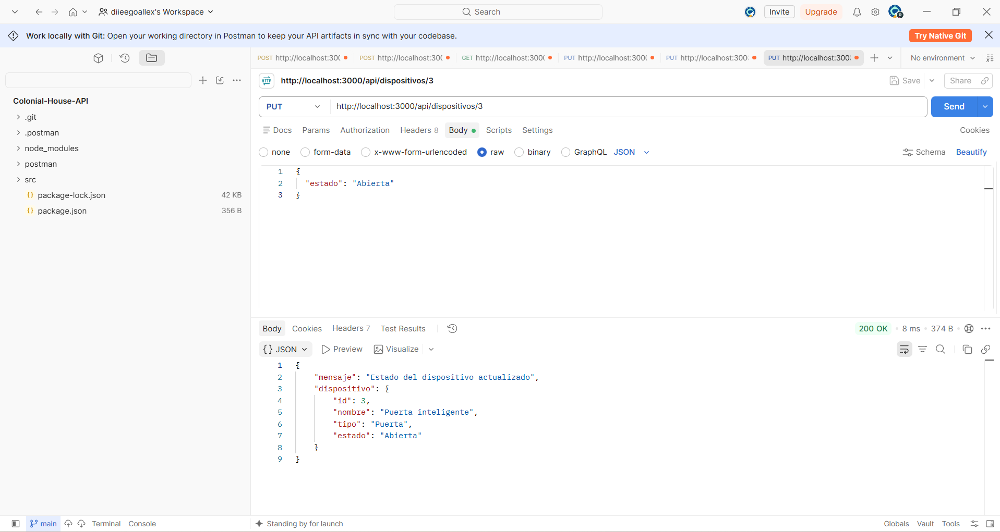 diieegoallex's Workspace
Search
Invite
Upgrade
Work locally with Git: Open your working directory in Postman to keep your API artifacts in sync with your codebase.
Try Native Git
POST http://localhost:300
POST http://localhost:300
GET http://localhost:3000
PUT http://localhost:3000
PUT http://localhost:3000
PUT http://localhost:3000
No environment
HTTP http://localhost:3000/api/dispositivos/3
Save
Share
Colonial-House-API
.git
.postman
node_modules
postman
src
{} package-lock.json 42 KB
{} package.json 356 B
PUT http://localhost:3000/api/dispositivos/3
Send
Docs Params Authorization Headers 8 Body Scripts Settings Cookies
none form-data x-www-form-urlencoded raw binary GraphQL JSON Schema Beautify
1 {
2 "estado": "Abierta"
3 }
Body Cookies Headers 7 Test Results 200 OK • 8 ms • 374 B
{} JSON Preview Visualize
1 {
2 "mensaje": "Estado del dispositivo actualizado",
3 "dispositivo": {
4 "id": 3,
5 "nombre": "Puerta inteligente",
6 "tipo": "Puerta",
7 "estado": "Abierta"
8 }
9 }
main Terminal Console
Standing by for launch
Globals Vault Tools